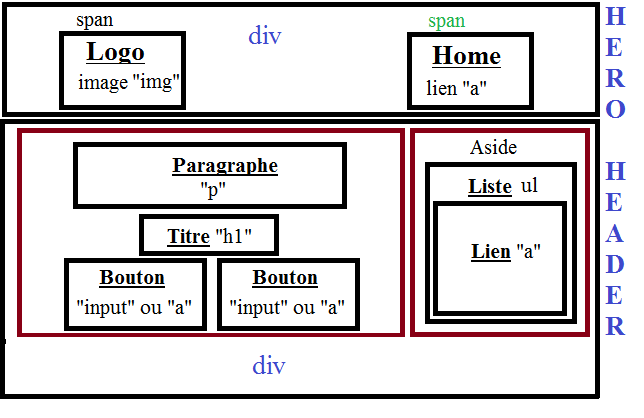 span
div
span
Logo
image "img"
Home
lien "a"
HERO HEADER
Paragraphe
"p"
Titre "h1"
Bouton
"input" ou "a"
Bouton
"input" ou "a"
Aside
Liste ul
Lien "a"
div